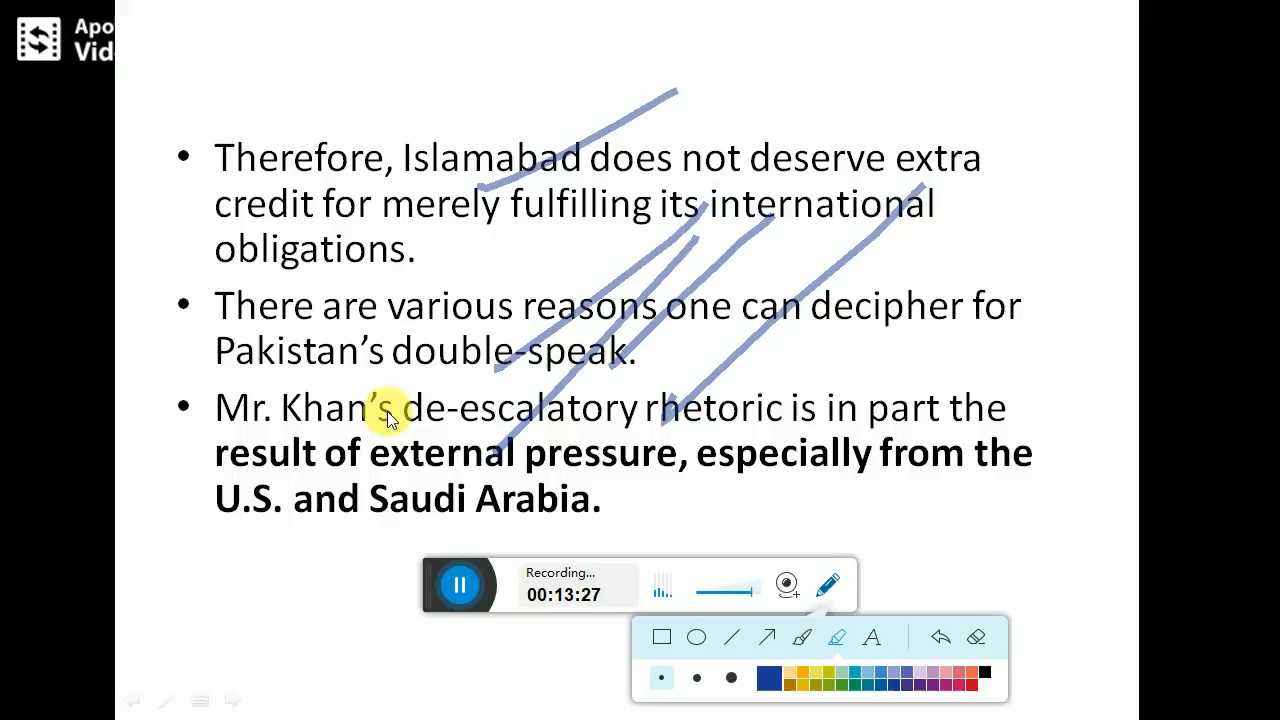 Apo
Vid
• Therefore, Islamabad does not deserve extra
credit for merely fulfilling its international
obligations.
• There are various reasons one can decipher for
Pakistan’s double-speak.
• Mr. Khan’s de-escalatory rhetoric is in part the
result of external pressure, especially from the
U.S. and Saudi Arabia.
Recording...
00:13:27
A